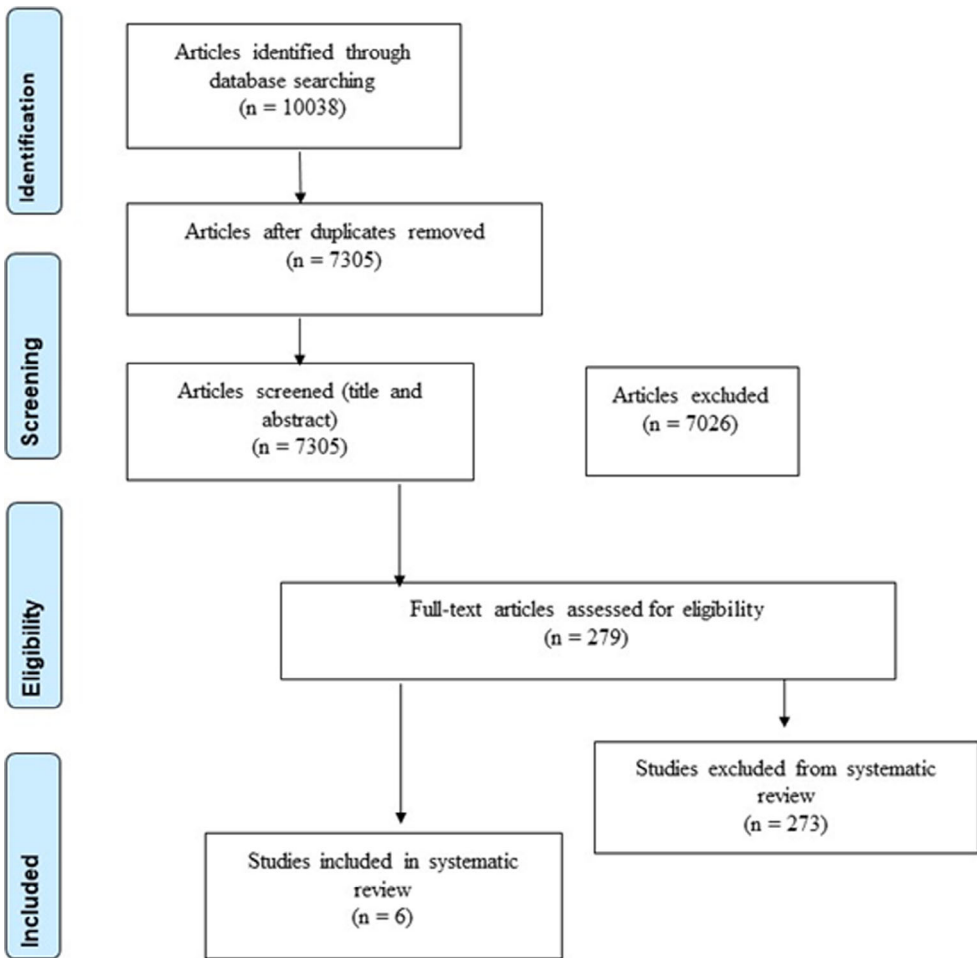 Identification
Articles identified through
database searching
(n = 10038)
Articles after duplicates removed
(n = 7305)
Screening
Articles screened (title and
abstract)
(n = 7305)
Articles excluded
(n = 7026)
Eligibility
Full-text articles assessed for eligibility
(n = 279)
Studies excluded from systematic
review
(n = 273)
Included
Studies included in systematic
review
(n = 6)